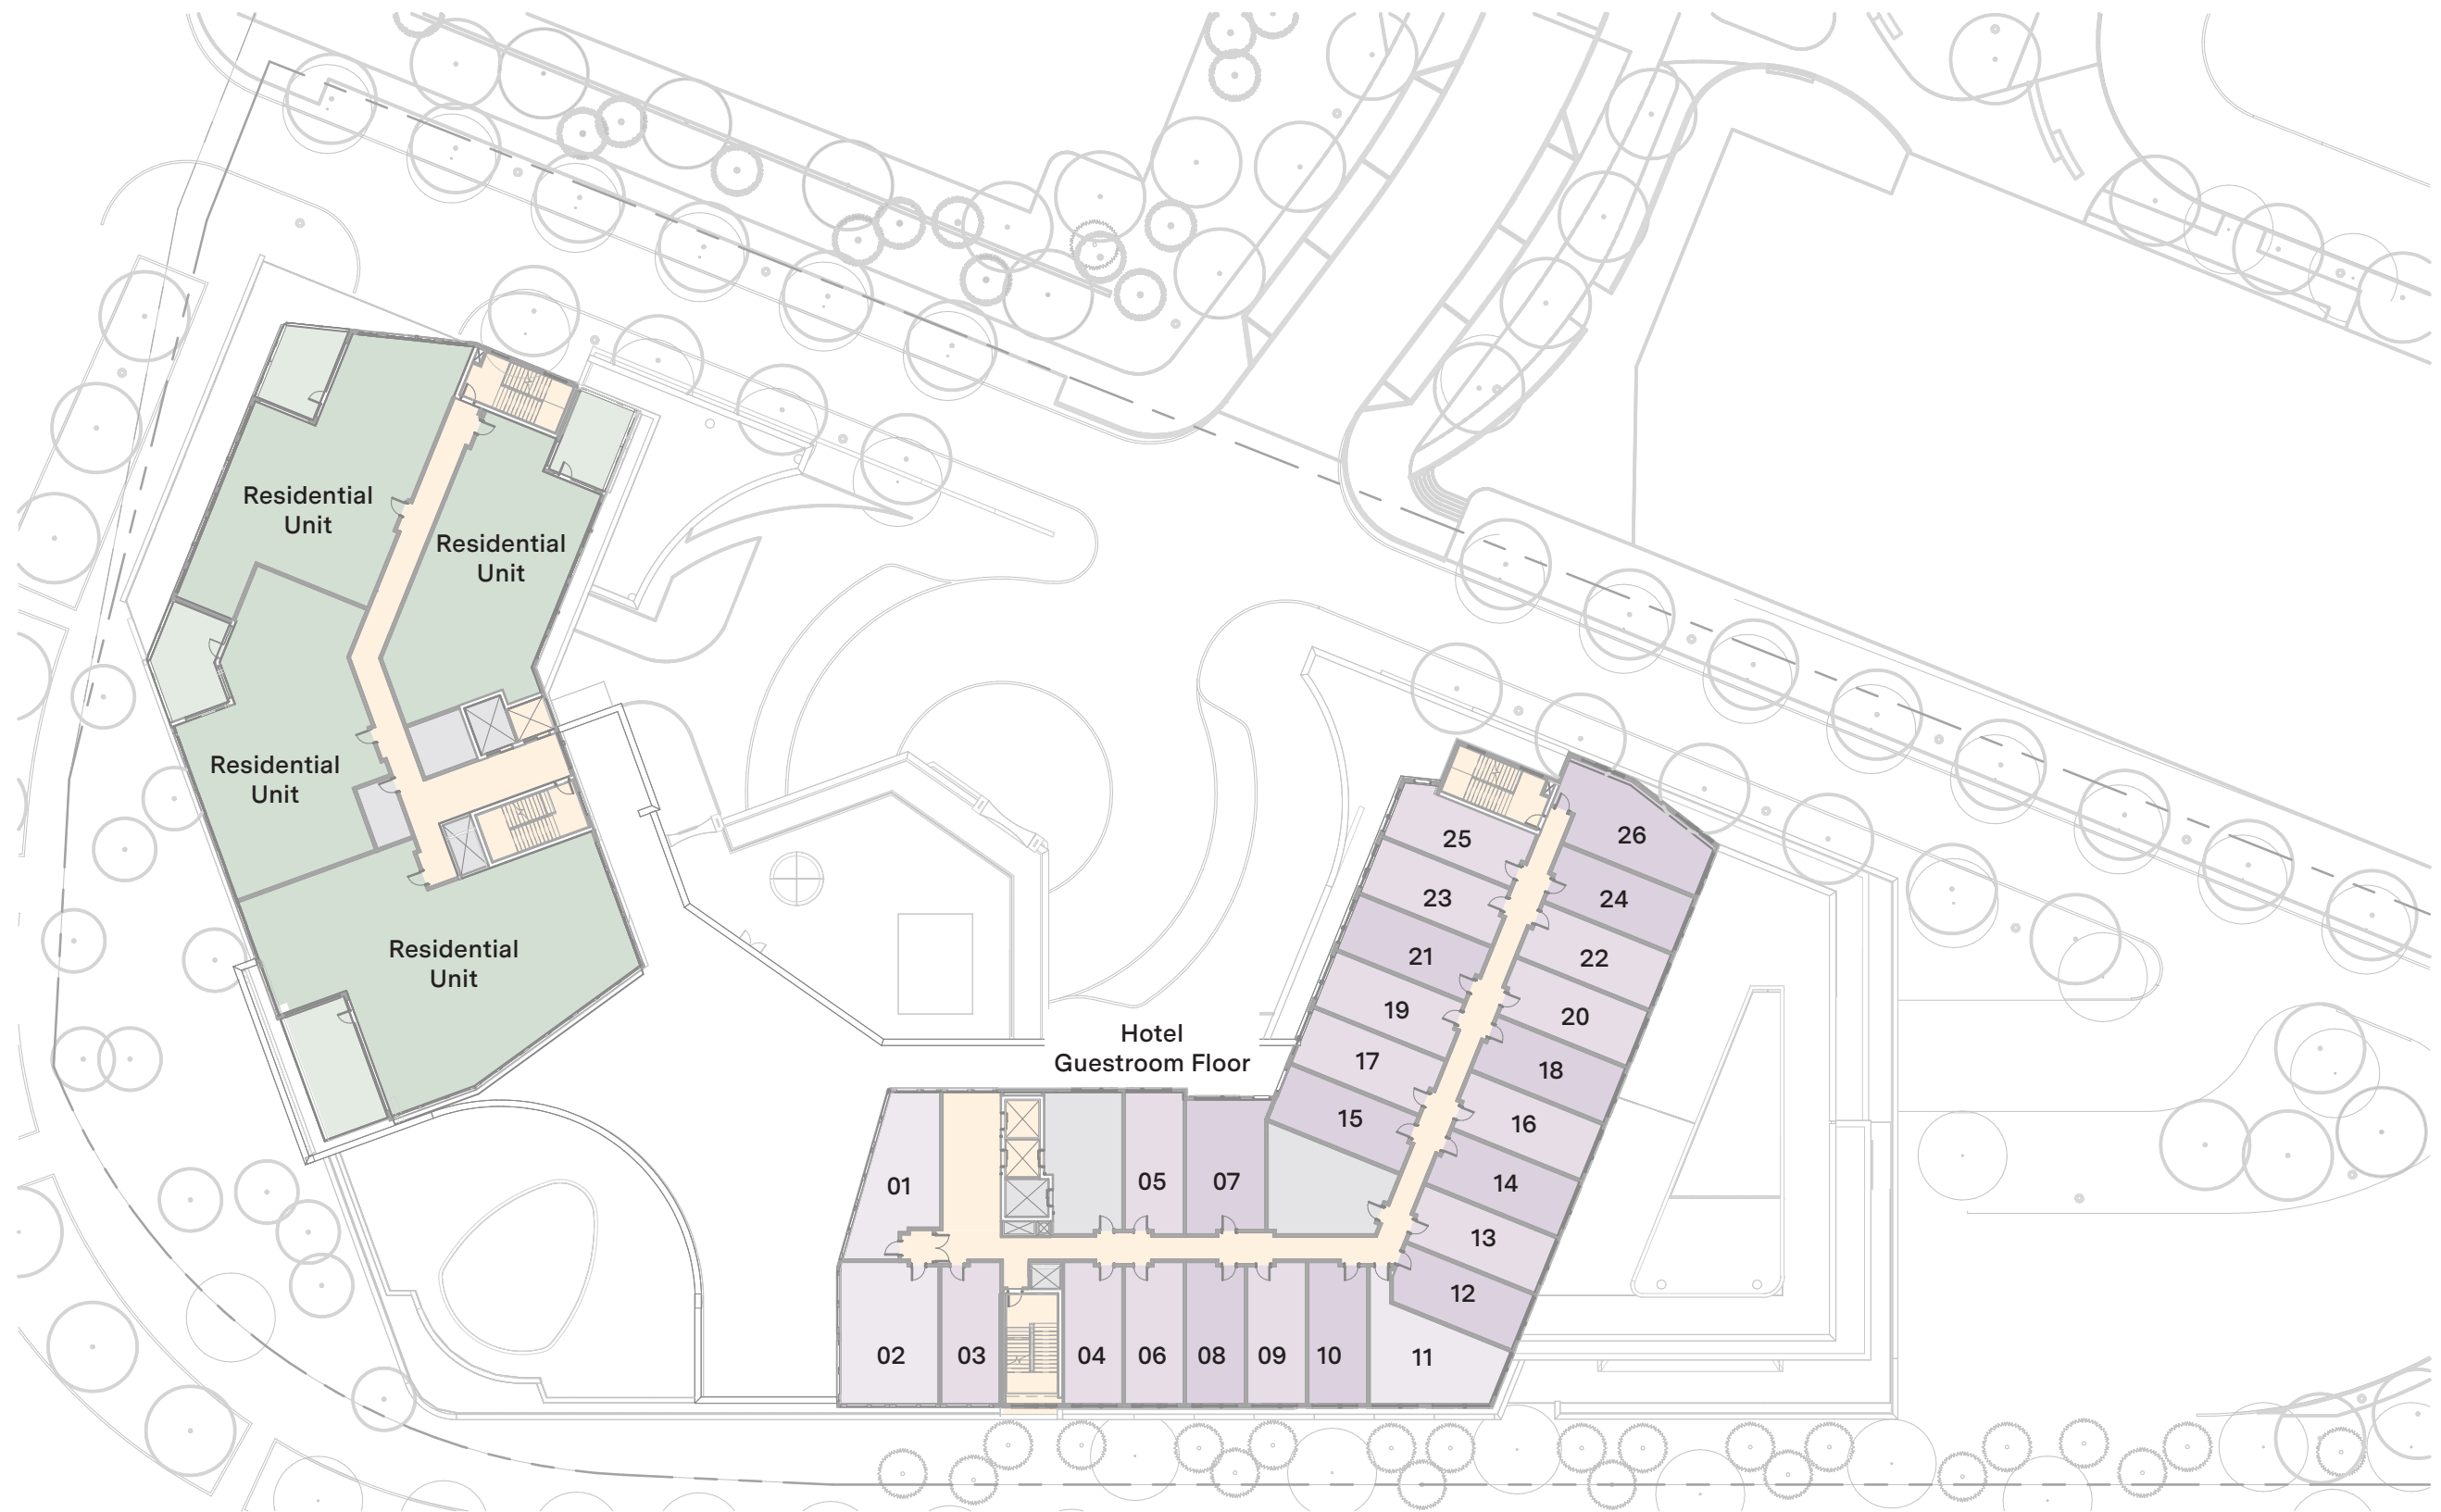 Residential
Unit
Residential
Unit
Residential
Unit
Residential
Unit
Hotel
Guestroom Floor
25
26
23
24
21
22
19
20
17
18
15
16
01
05
07
14
13
12
02
03
04
06
08
09
10
11